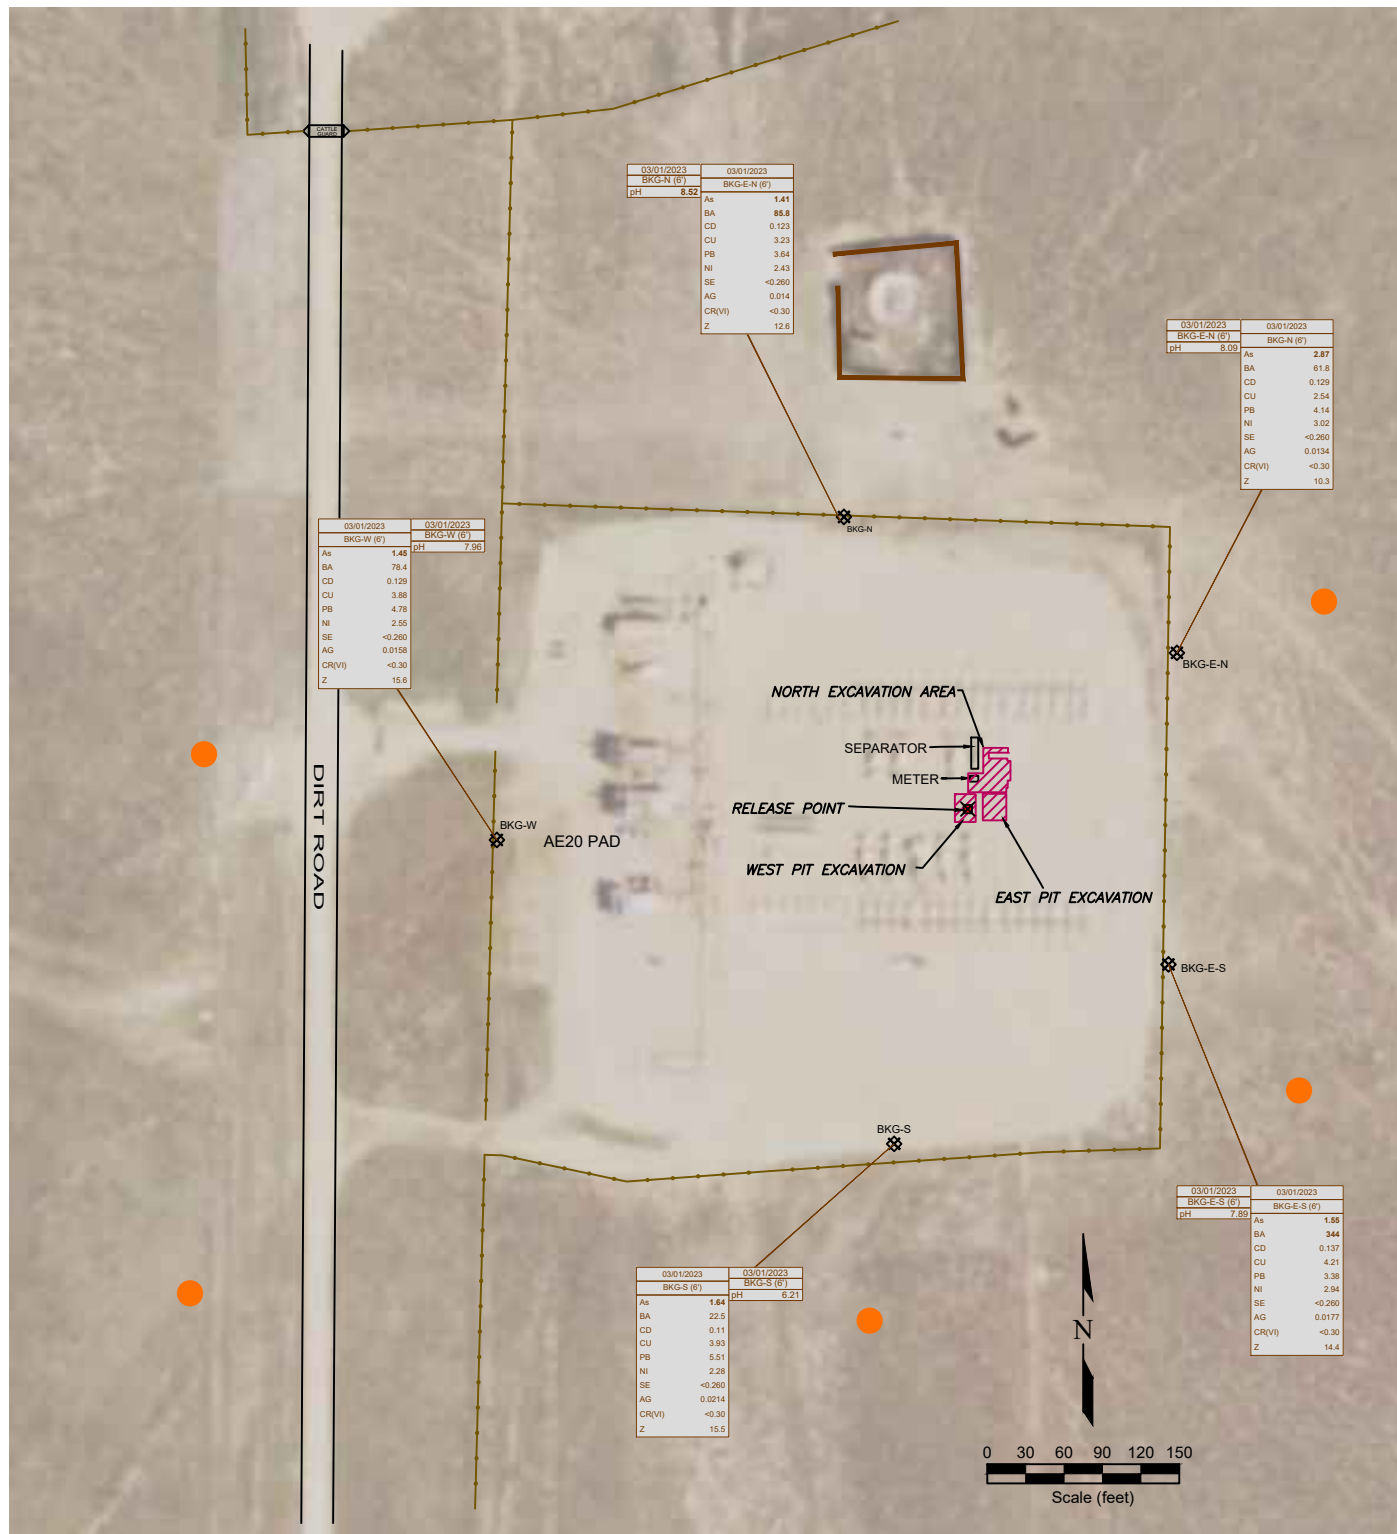 CATTLE
GUARD
03/01/2023
BKG-N (6')
pH 8.52
03/01/2023
BKG-E-N (6')
As 1.41
BA 85.8
CD 0.123
CU 3.23
PB 3.64
NI 2.43
SE <0.260
AG 0.014
CR(VI) <0.30
Z 12.6
03/01/2023
BKG-E-N (6')
pH 8.09
03/01/2023
BKG-N (6')
As 2.87
BA 61.8
CD 0.129
CU 2.54
PB 4.14
NI 3.02
SE <0.260
AG 0.0134
CR(VI) <0.30
Z 10.3
03/01/2023
BKG-W (6')
As 1.45
BA 78.4
CD 0.129
CU 3.88
PB 4.78
NI 2.55
SE <0.260
AG 0.0158
CR(VI) <0.30
Z 15.6
03/01/2023
BKG-W (6')
pH 7.96
BKG-N
BKG-E-N
NORTH EXCAVATION AREA
SEPARATOR
METER
RELEASE POINT
WEST PIT EXCAVATION
EAST PIT EXCAVATION
DIRT ROAD
BKG-W
AE20 PAD
BKG-E-S
BKG-S
03/01/2023
BKG-E-S (6')
pH 7.89
03/01/2023
BKG-E-S (6')
As 1.55
BA 344
CD 0.137
CU 4.21
PB 3.38
NI 2.94
SE <0.260
AG 0.0177
CR(VI) <0.30
Z 14.4
03/01/2023
BKG-S (6')
As 1.64
BA 22.5
CD 0.11
CU 3.93
PB 5.51
NI 2.28
SE <0.260
AG 0.0214
CR(VI) <0.30
Z 15.5
03/01/2023
BKG-S (6')
pH 6.21
N
0 30 60 90 120 150
Scale (feet)